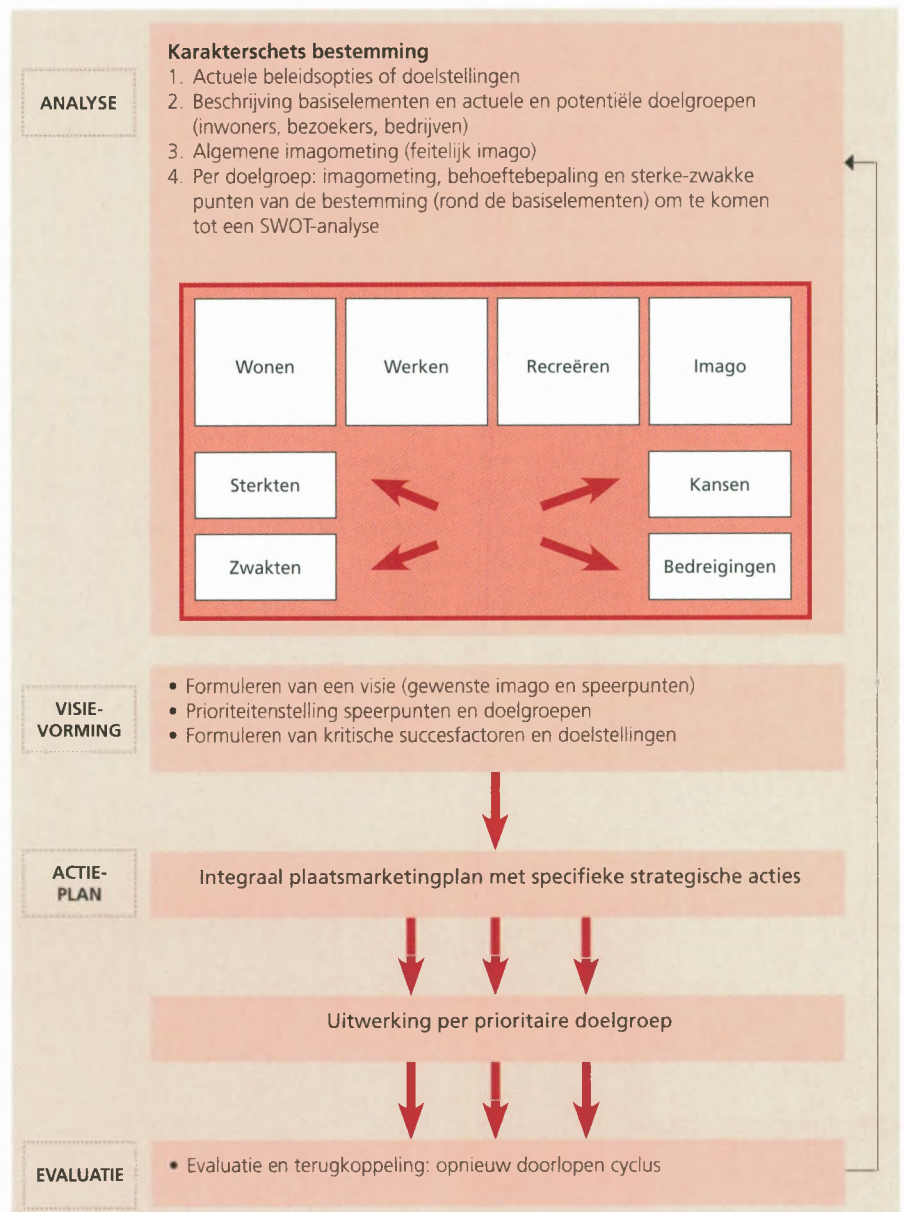 Karakterschets bestemming
ANALYSE
1. Actuele beleidsopties of doelstellingen
2. Beschrijving basiselementen en actuele en potentiële doelgroepen
(inwoners, bezoekers, bedrijven)
3. Algemene imagometing (feitelijk imago)
4. Per doelgroep: imagometing, behoeftebepaling en sterke-zwakke
punten van de bestemming (rond de basiselementen) om te komen
tot een SWOT-analyse
Wonen
Werken
Recreëren
Imago
Sterkten
Kansen
Zwakten
Bedreigingen
VISIE-
VORMING
• Formuleren van een visie (gewenste imago en speerpunten)
• Prioriteitenstelling speerpunten en doelgroepen
• Formuleren van kritische succesfactoren en doelstellingen
ACTIE-
PLAN
Integraal plaatsmarketingplan met specifieke strategische acties
Uitwerking per prioritaire doelgroep
EVALUATIE
• Evaluatie en terugkoppeling: opnieuw doorlopen cyclus